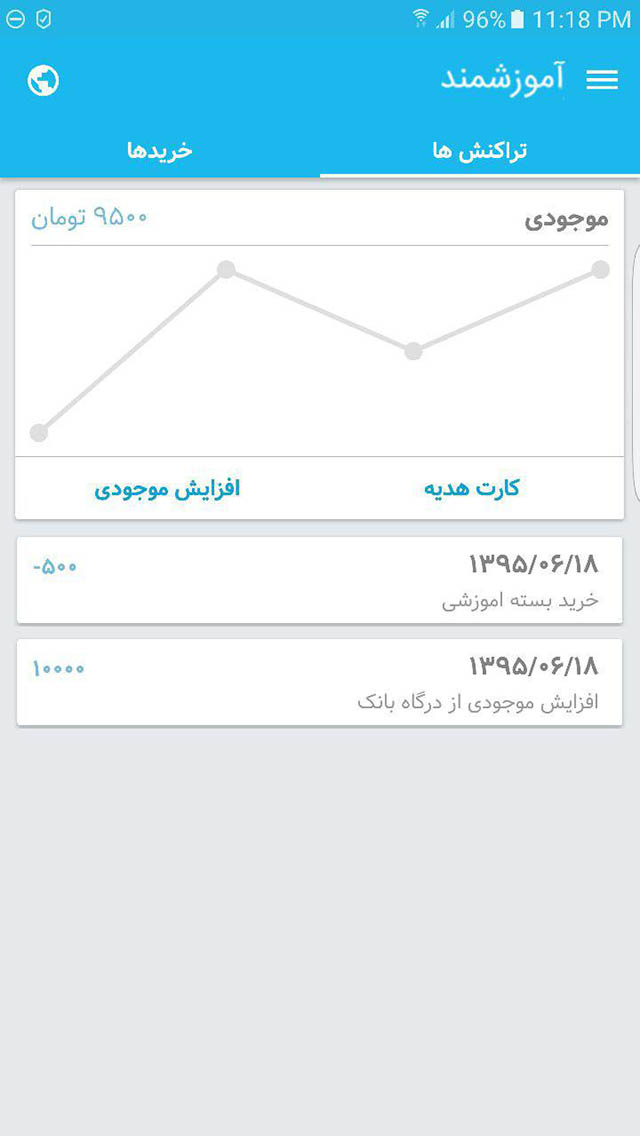 96% 11:18 PM
آموزشمند
تراکنش ها
خریدها
موجودی
۹۵۰۰ تومان
کارت هدیه
افزایش موجودی
۱۳۹۵/۰۶/۱۸
-۵۰۰
خرید بسته اموزشی
۱۳۹۵/۰۶/۱۸
۱۰۰۰۰
افزایش موجودی از درگاه بانک